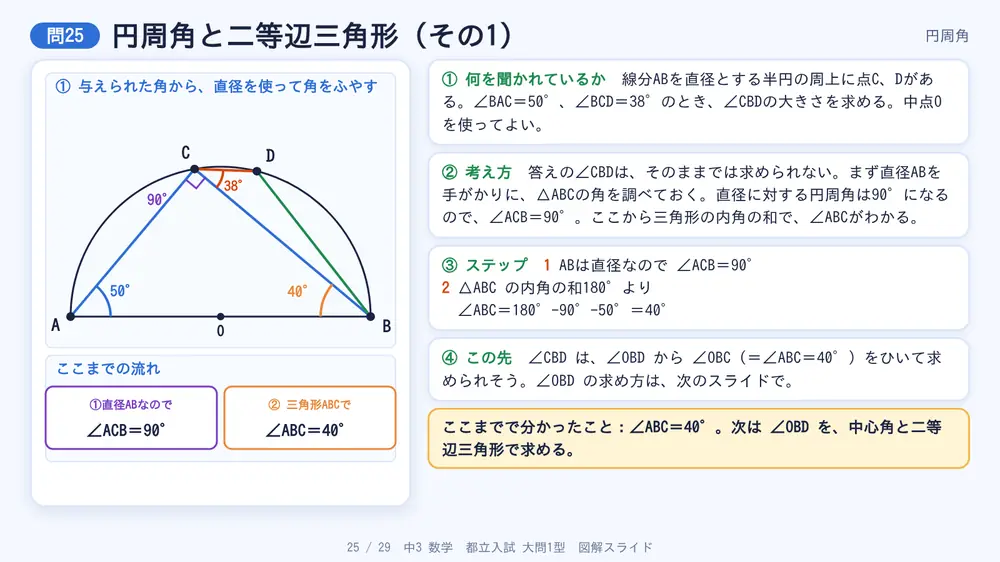 問25 円周角と二等辺三角形（その1）
円周角
① 与えられた角から、直径を使って角をふやす
C
D
90°
38°
50°
40°
A
O
B
ここまでの流れ
①直径ABなので
∠ACB＝90°
② 三角形ABCで
∠ABC＝40°
① 何を聞かれているか　線分ABを直径とする半円の周上に点C、Dがあ
る。∠BAC＝50°、∠BCD＝38°のとき、∠CBDの大きさを求める。中点O
を使ってよい。
② 考え方　答えの∠CBDは、そのままでは求められない。まず直径ABを
手がかりに、△ABCの角を調べておく。直径に対する円周角は90°になる
ので、∠ACB＝90°。ここから三角形の内角の和で、∠ABCがわかる。
③ ステップ　1 ABは直径なので ∠ACB＝90°
2 △ABC の内角の和180°より
∠ABC＝180°-90°-50°＝40°
④ この先　∠CBD は、∠OBD から ∠OBC（＝∠ABC＝40°）をひいて求
められそう。∠OBD の求め方は、次のスライドで。
ここまでで分かったこと：∠ABC＝40°。次は ∠OBD を、中心角と二等
辺三角形で求める。
25 / 29　中3 数学　都立入試 大問1型　図解スライド